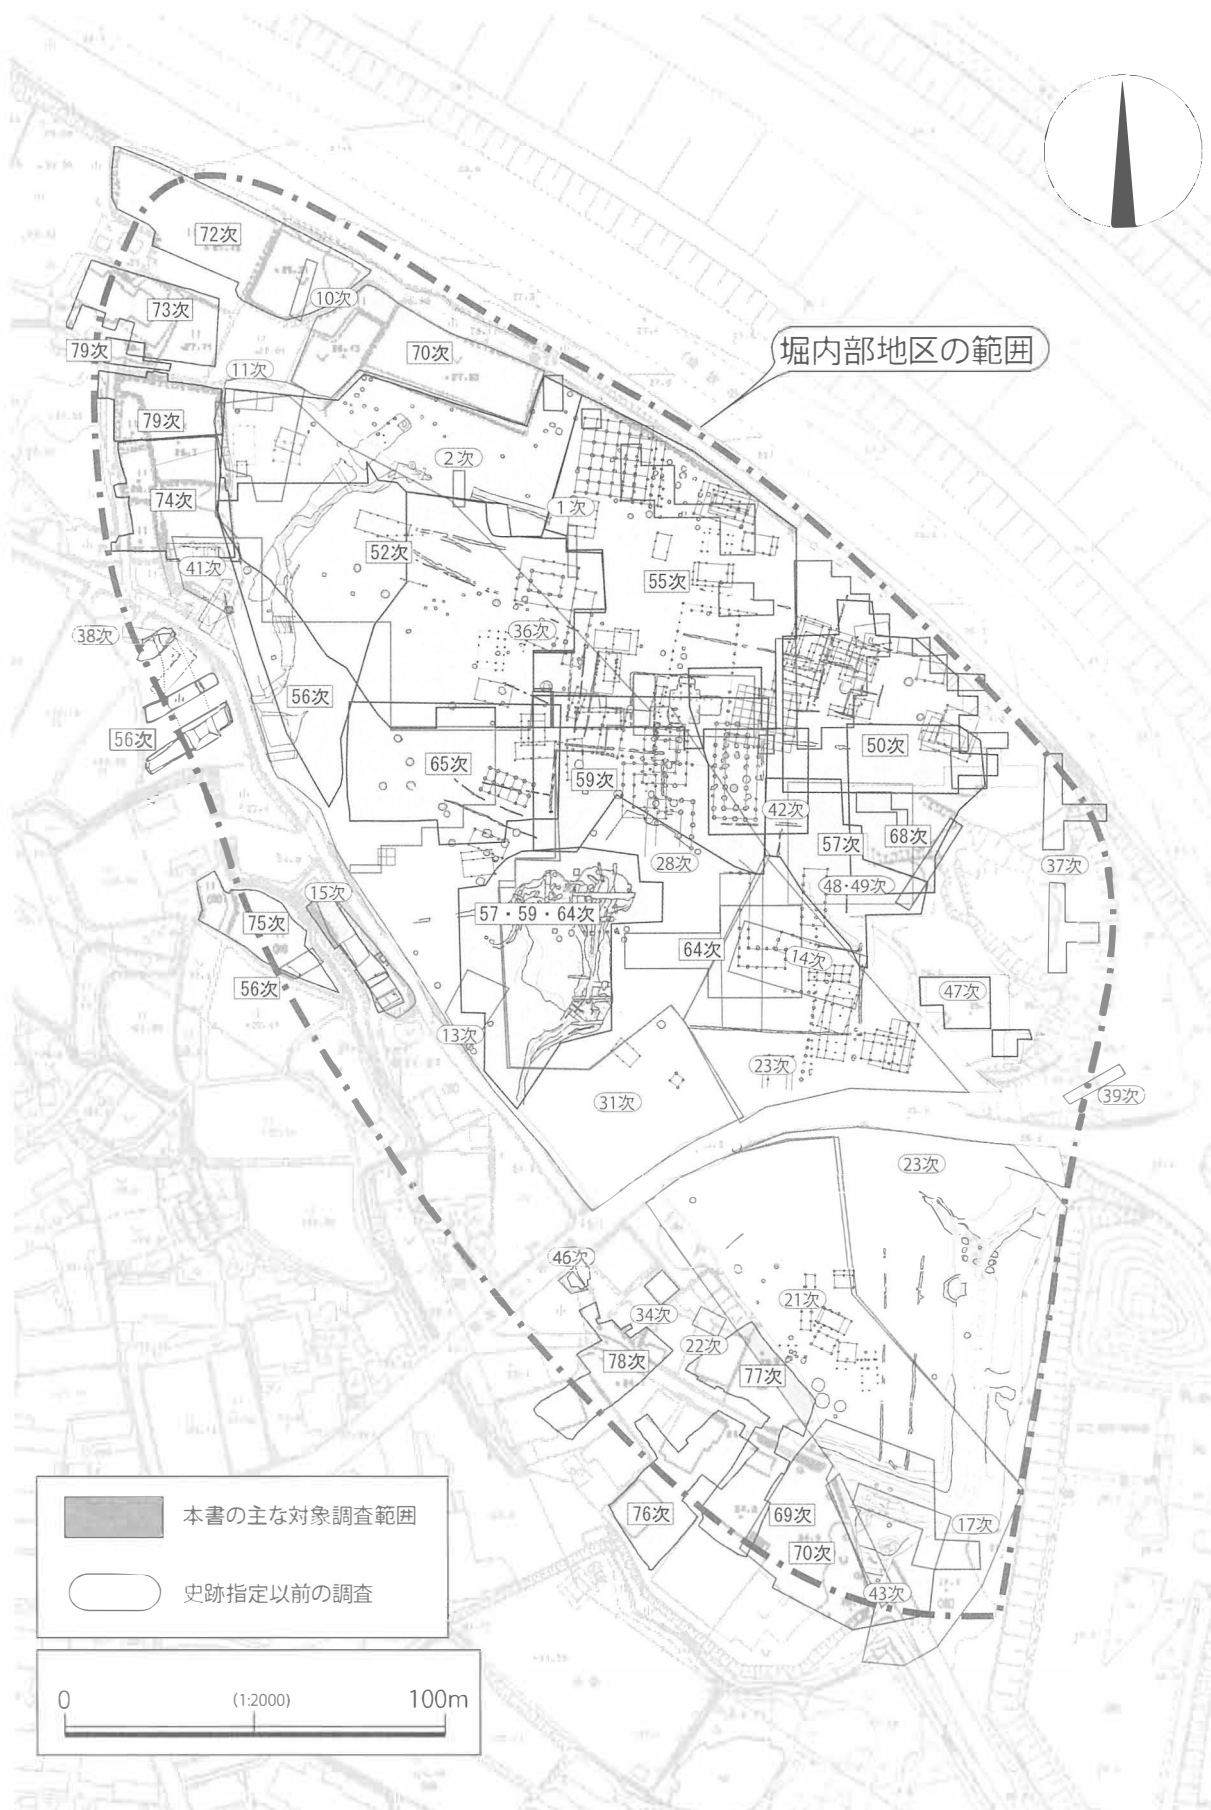 72次
10次
73次
堀内部地区の範囲
79次
70次
11次
79次
2次
74次
1次
52次
41次
55次
36次
38次
56次
56次
50次
65次
59次
42次
57次
68次
28次
37次
48・49次
15次
57・59・64次
75次
64次
14次
56次
47次
13次
23次
39次
31次
23次
46次
21次
34次
22次
78次
77次
76次
69次
17次
70次
43次
本書の主な対象調査範囲
史跡指定以前の調査
0
(1:2000)
100m